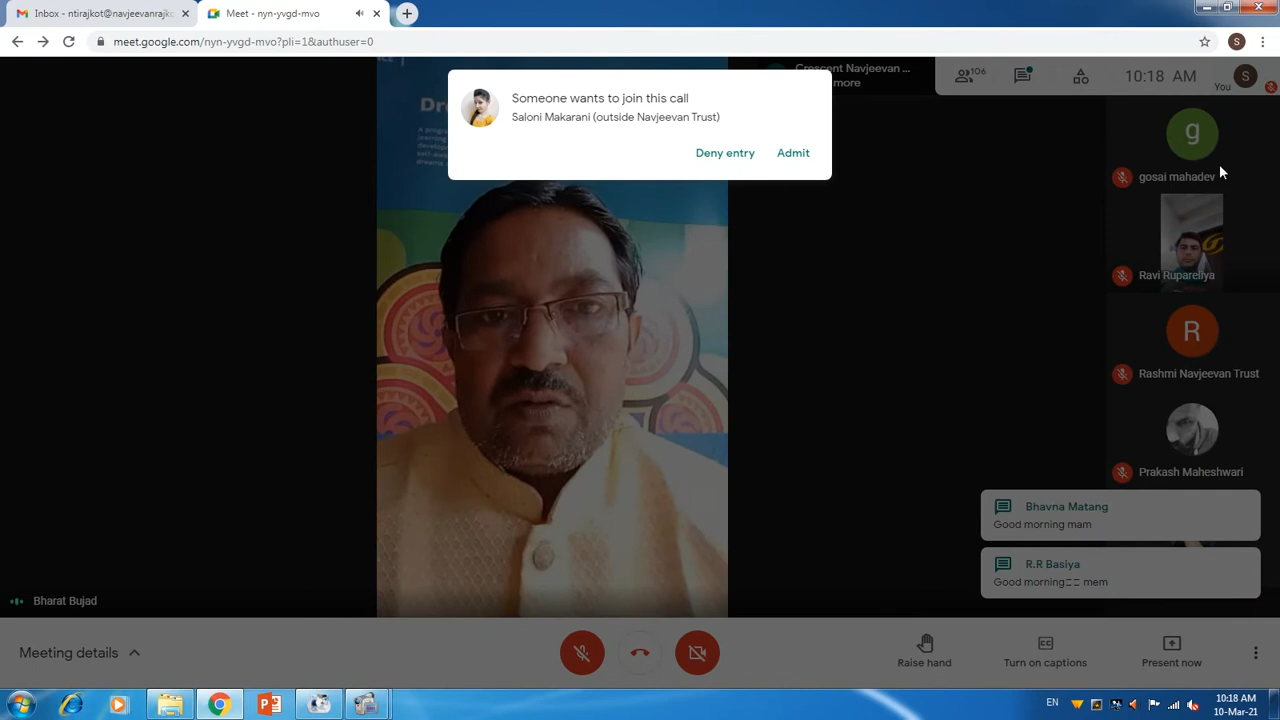 Inbox - ntirajkot@navjeevnirajko
Meet - nyn-yvgd-mvo
meet.google.com/nyn-yvgd-mvo?pli=1&authuser=0
S
Crescent Navjeevan ...
more
106
10:18 AM
You
S
Someone wants to join this call
Saloni Makarani (outside Navjeevan Trust)
Deny entry
Admit
g
gosai mahadev
Ravi Rupareliya
R
Rashmi Navjeevan Trust
Prakash Maheshwari
Bhavna Matang
Good morning mam
R.R Basiya
Good morning mem
Bharat Bujad
Meeting details
Raise hand
CC
Turn on captions
Present now
EN
10:18 AM
10-Mar-21